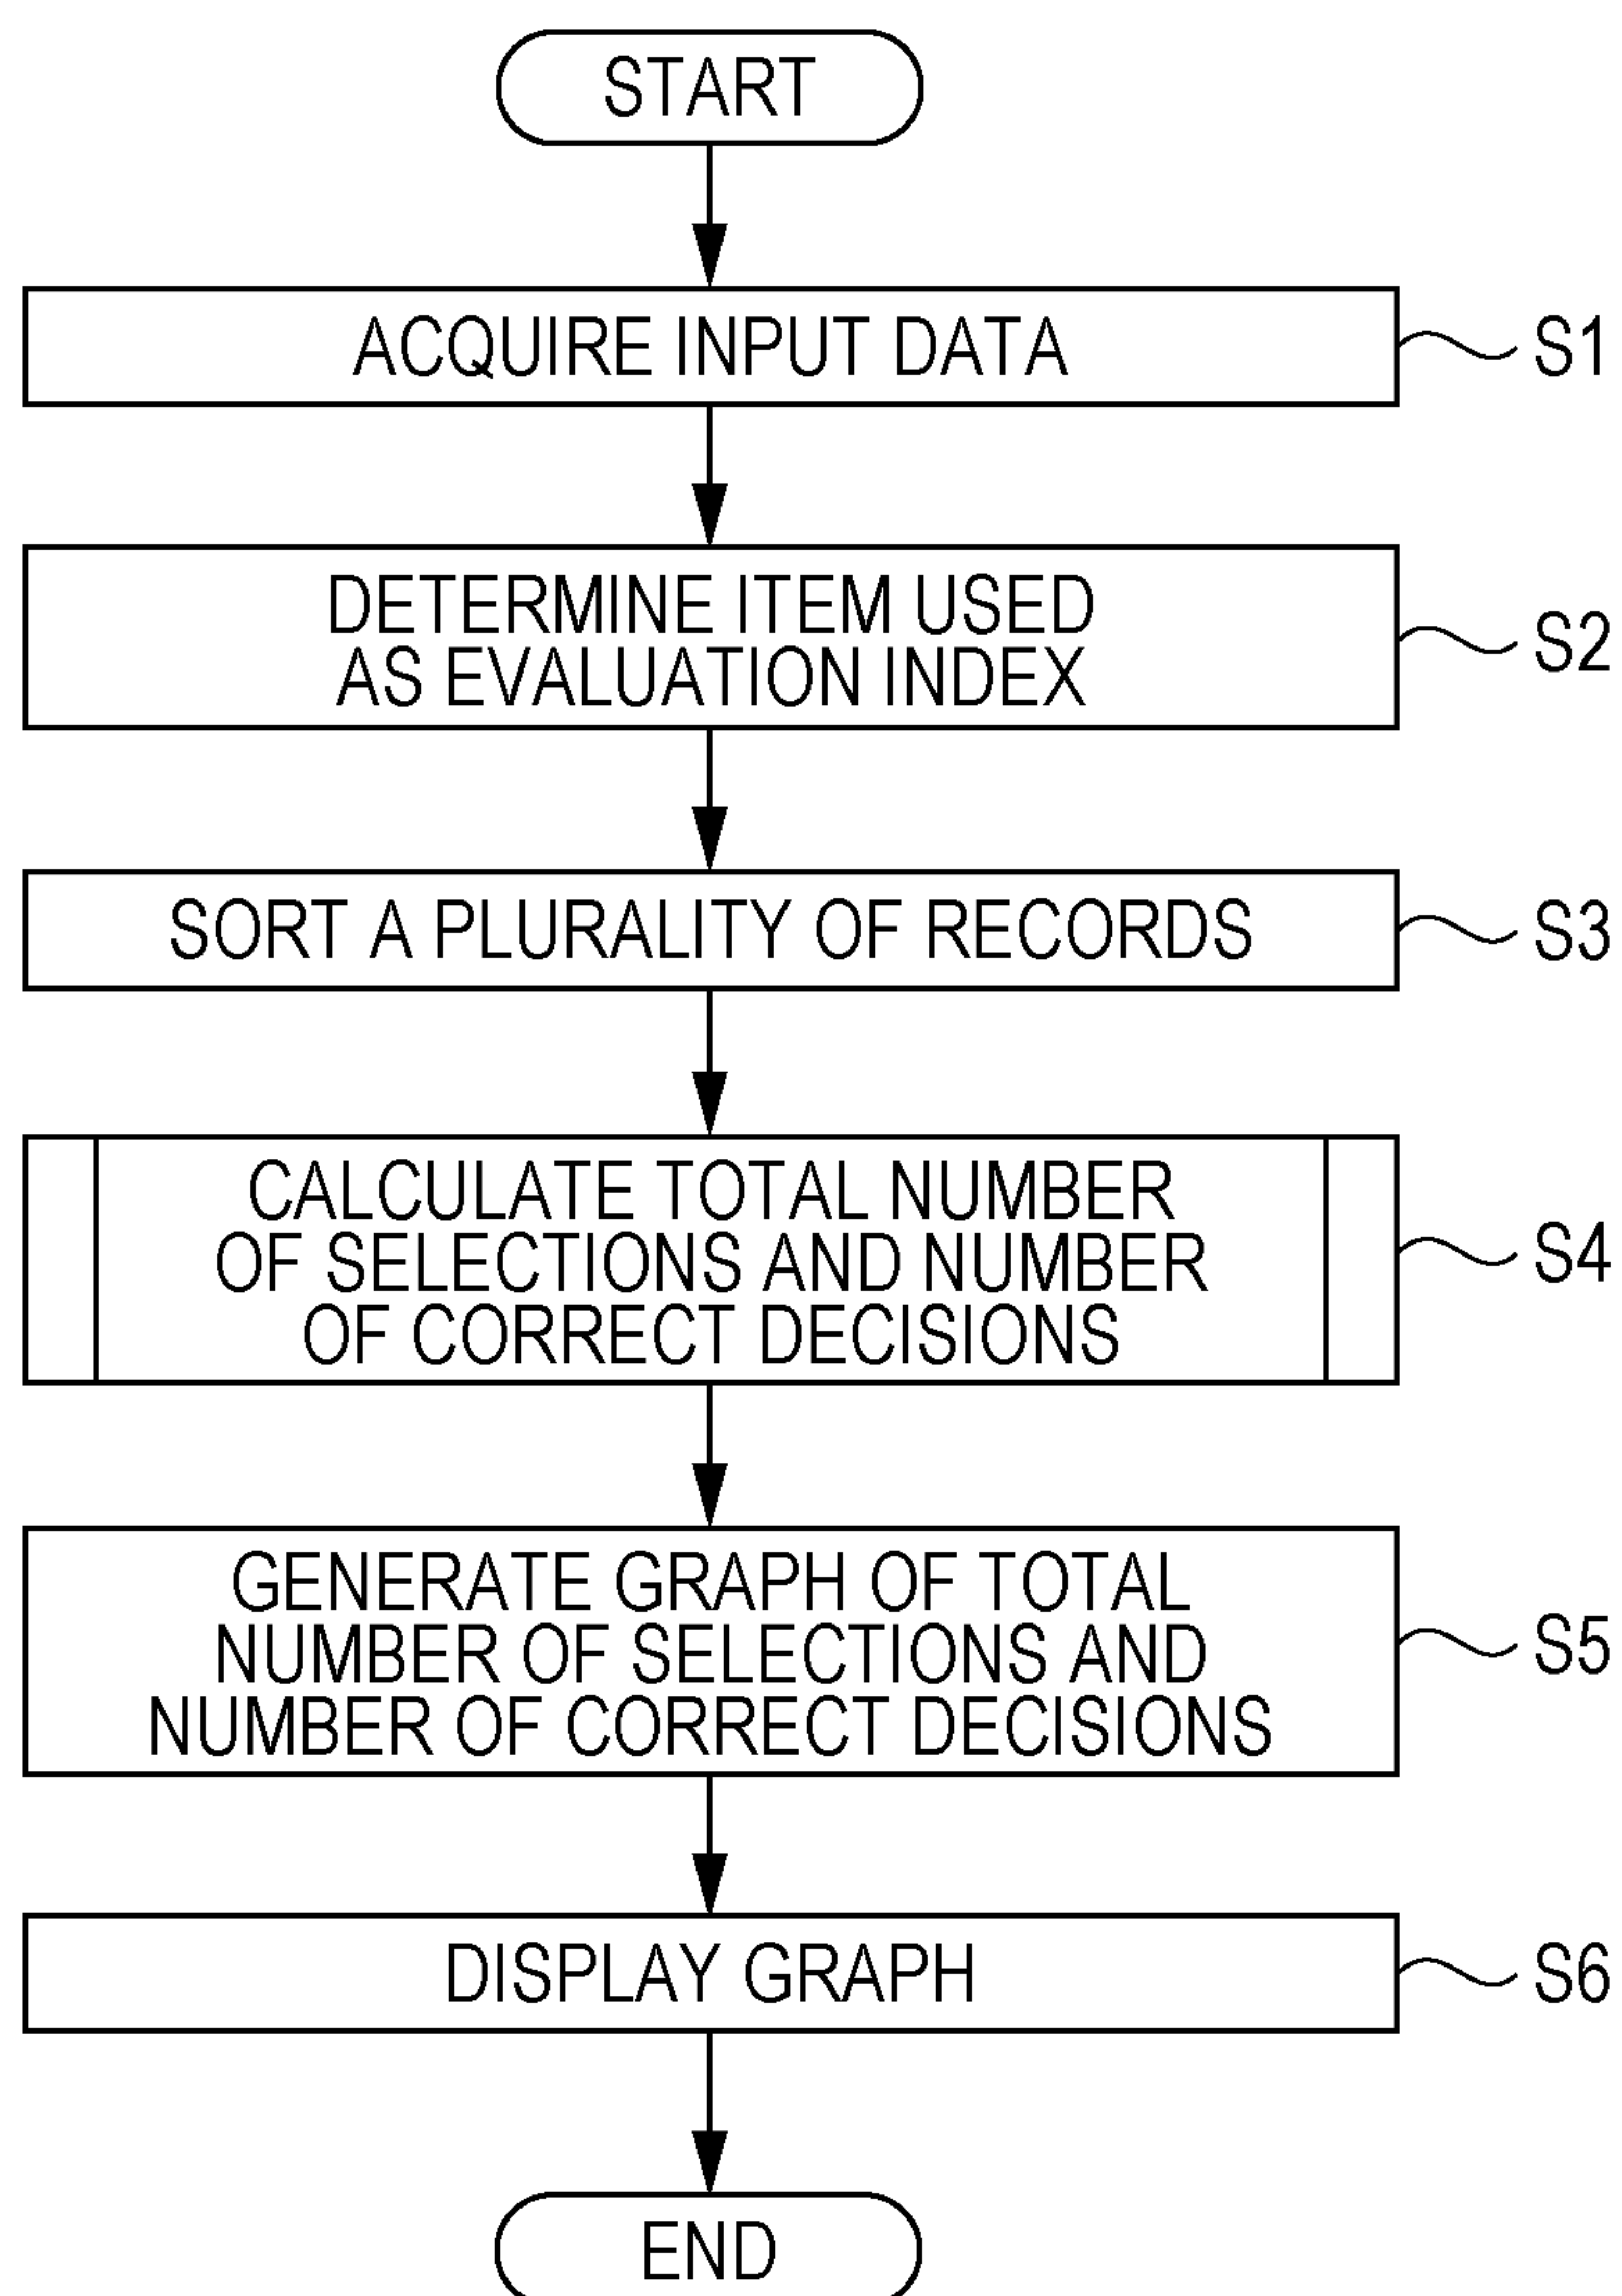 START
ACQUIRE INPUT DATA
S1
DETERMINE ITEM USED
AS EVALUATION INDEX
S2
SORT A PLURALITY OF RECORDS
S3
CALCULATE TOTAL NUMBER
OF SELECTIONS AND NUMBER
OF CORRECT DECISIONS
S4
GENERATE GRAPH OF TOTAL
NUMBER OF SELECTIONS AND
NUMBER OF CORRECT DECISIONS
S5
DISPLAY GRAPH
S6
END